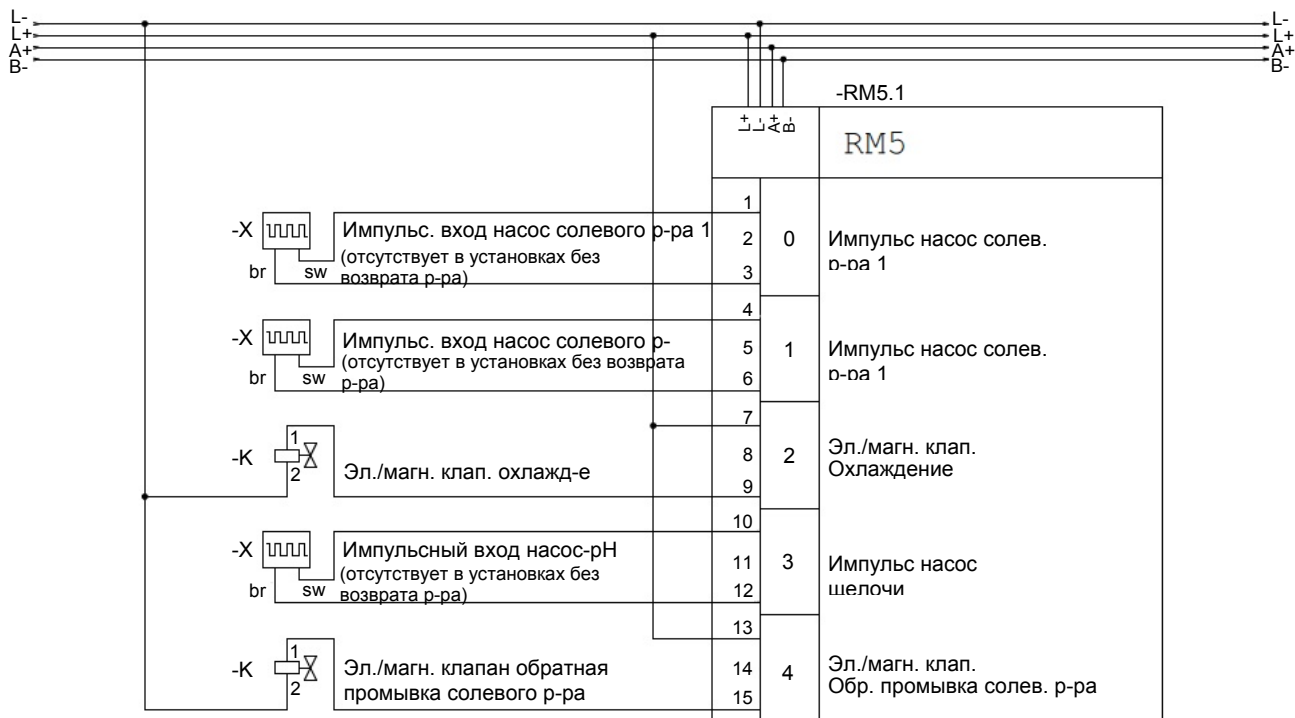 L-
L+
A+
B-
L-
L+
A+
B-
-RM5.1
L+
L-
A+
B-
RM5
-X
br
sw
Импульс. вход насос солевого р-ра 1
(отсутствует в установках без
возврата р-ра)
1
2
3
0
Импульс насос солев.
р-ра 1
-X
br
sw
Импульс. вход насос солевого р-
(отсутствует в установках без возврата
р-ра)
4
5
6
1
Импульс насос солев.
р-ра 1
-K
1
2
Эл./магн. клап. охлажд-е
7
8
9
2
Эл./магн. клап.
Охлаждение
-X
br
sw
Импульсный вход насос-pH
(отсутствует в установках без
возврата р-ра)
10
11
12
3
Импульс насос
щелочи
-K
1
2
Эл./магн. клапан обратная
промывка солевого р-ра
13
14
15
4
Эл./магн. клап.
Обр. промывка солев. р-ра